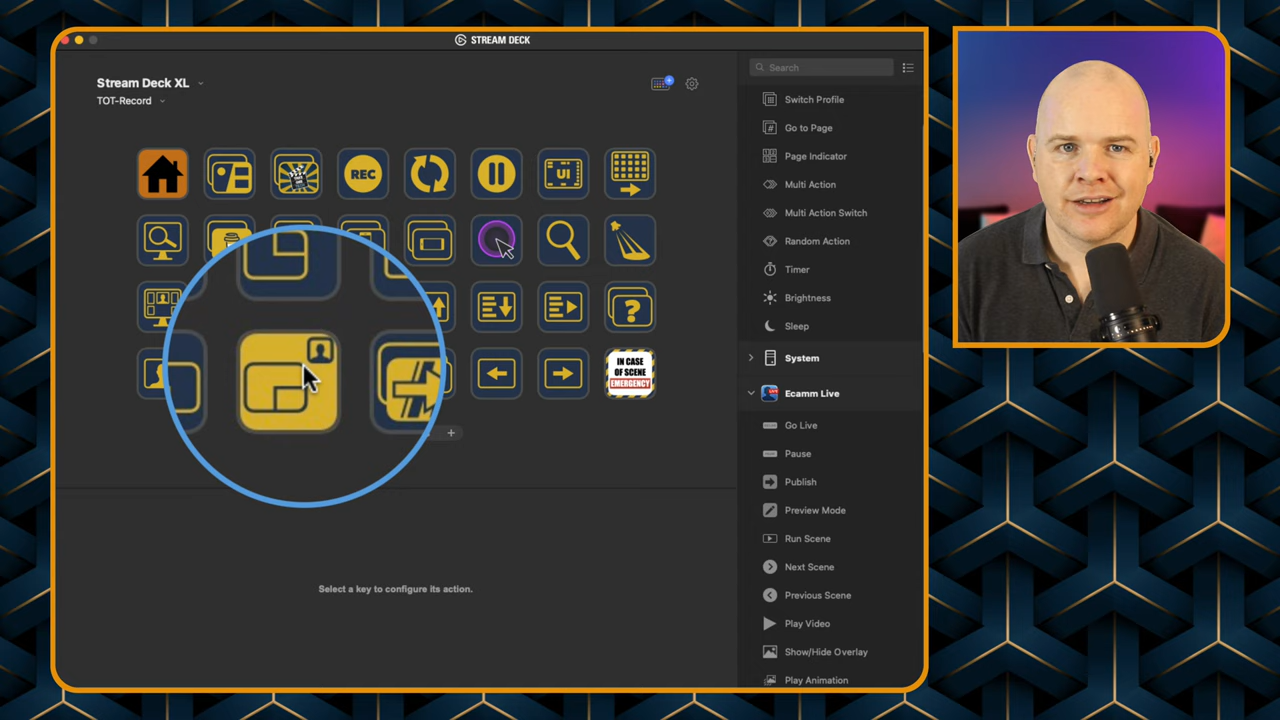 STREAM DECK
Stream Deck XL
TOT-Record
Search
Switch Profile
Go to Page
Page Indicator
Multi Action
Multi Action Switch
Random Action
Timer
Brightness
Sleep
System
Ecamm Live
Go Live
Pause
Publish
Preview Mode
Run Scene
Next Scene
Previous Scene
Play Video
Show/Hide Overlay
Play Animation
REC
UI
?
IN CASE
OF SCENE
EMERGENCY
Select a key to configure its action.